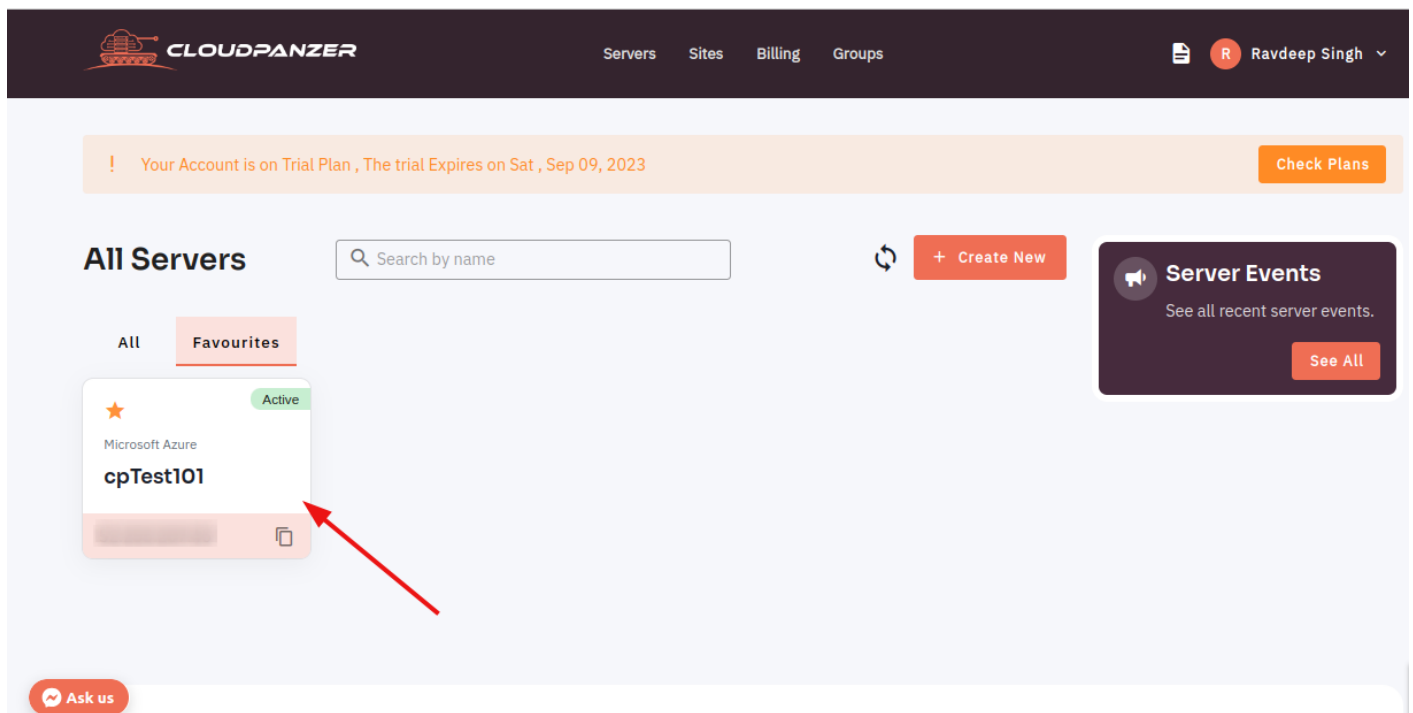 CLOUDPANZER
Servers Sites Billing Groups
R Ravdeep Singh
! Your Account is on Trial Plan , The trial Expires on Sat , Sep 09, 2023
Check Plans
All Servers
Search by name
+ Create New
Server Events
See all recent server events.
See All
All Favourites
Active
Microsoft Azure
cpTest101
Ask us